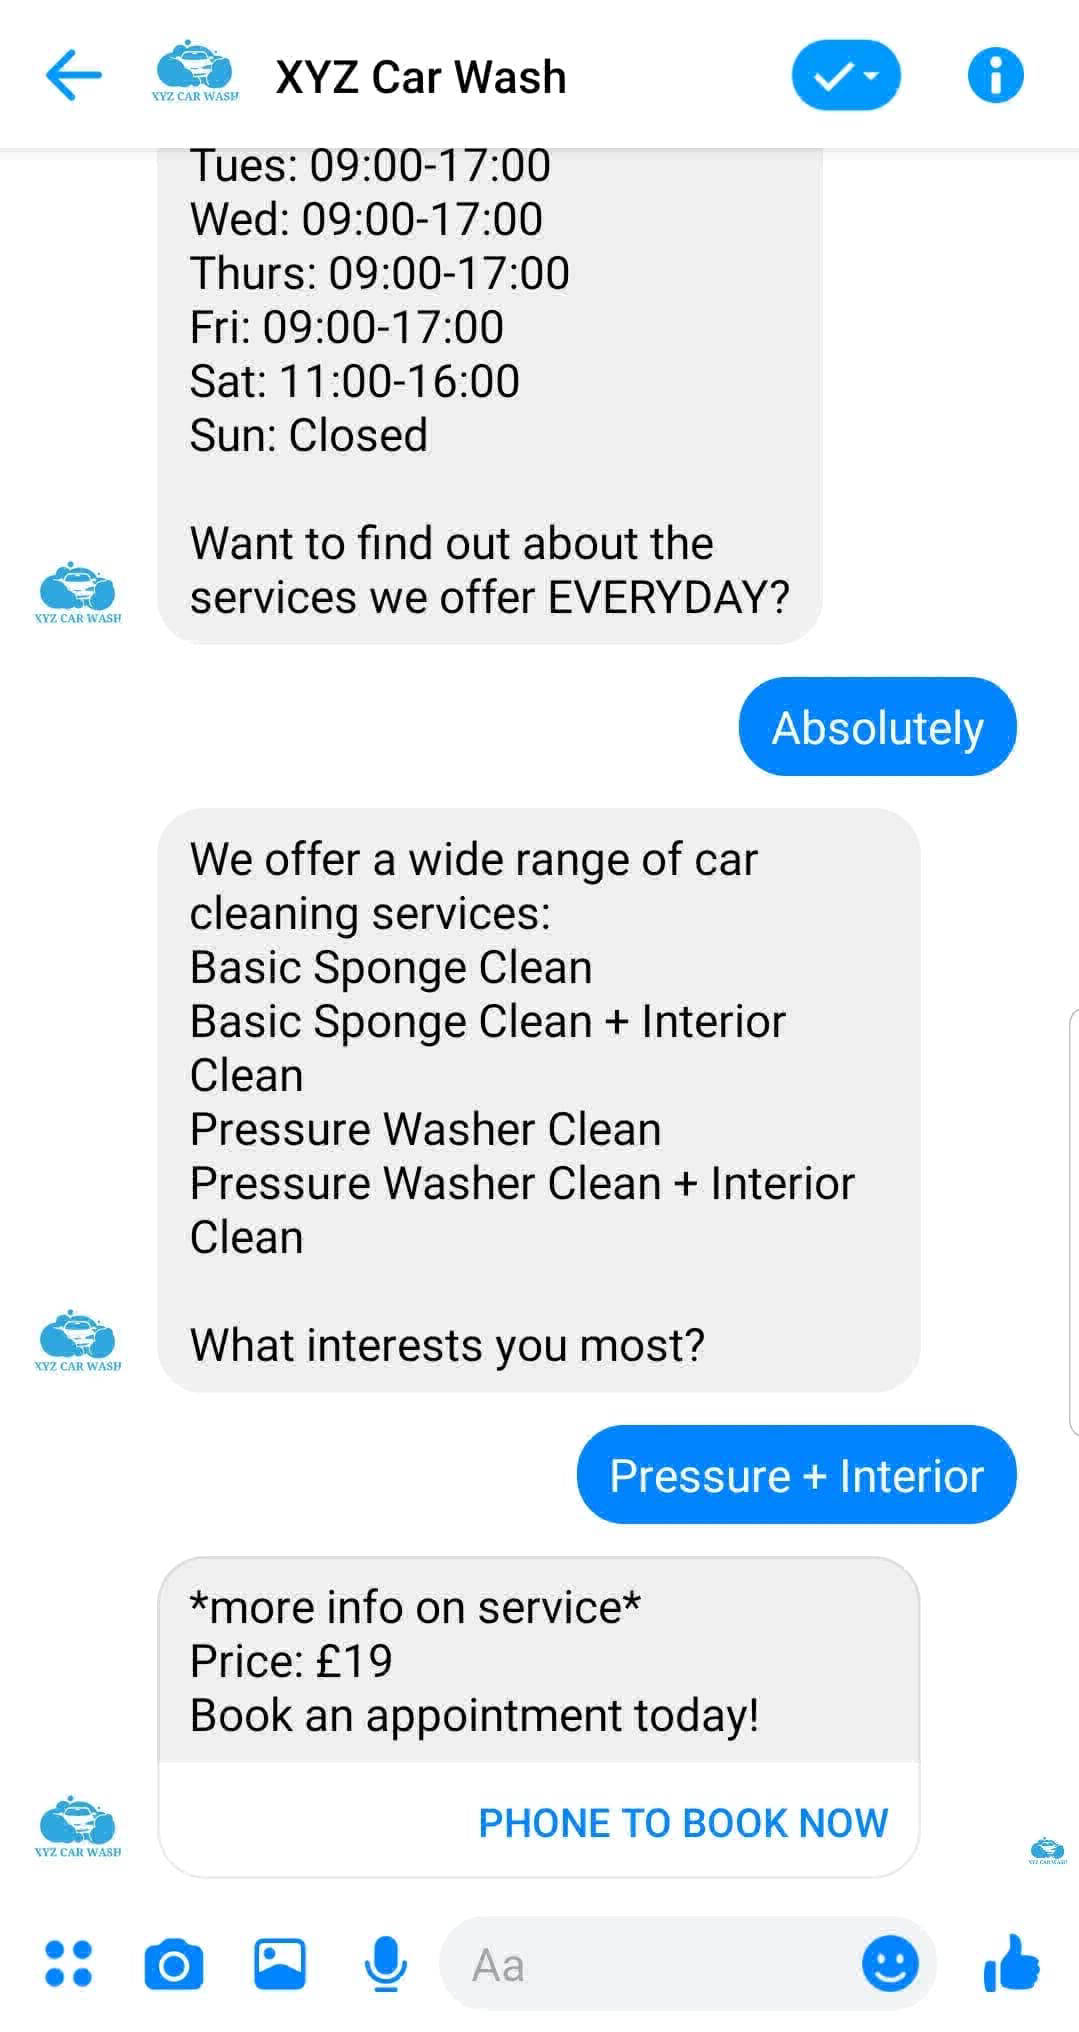 XYZ CAR WASH
XYZ Car Wash
Tues: 09:00-17:00
Wed: 09:00-17:00
Thurs: 09:00-17:00
Fri: 09:00-17:00
Sat: 11:00-16:00
Sun: Closed
Want to find out about the
services we offer EVERYDAY?
XYZ CAR WASH
Absolutely
We offer a wide range of car
cleaning services:
Basic Sponge Clean
Basic Sponge Clean + Interior
Clean
Pressure Washer Clean
Pressure Washer Clean + Interior
Clean
What interests you most?
XYZ CAR WASH
Pressure + Interior
*more info on service*
Price: £19
Book an appointment today!
PHONE TO BOOK NOW
XYZ CAR WASH
XYZ CAR WASH
Aa